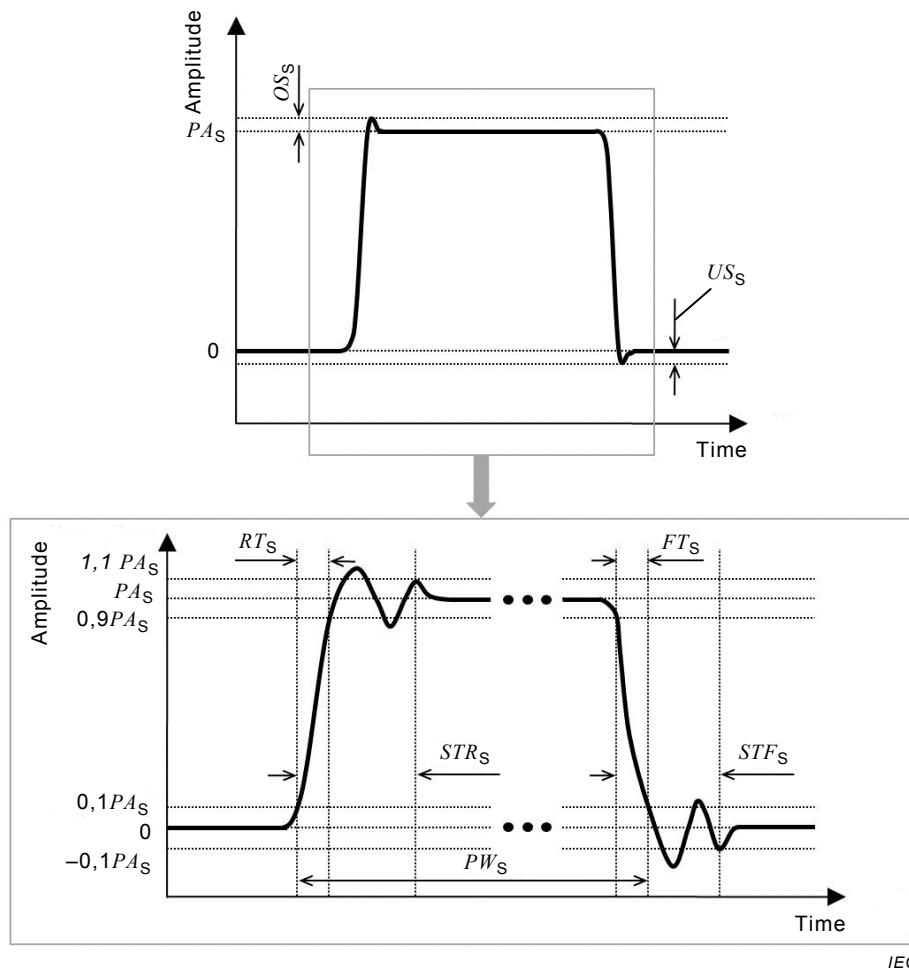 Amplitude
OSS
PAS
USS
0
Time
Amplitude
RTS
FTS
1,1 PAS
PAS
0,9PAS
STRS
STFS
0,1PAS
0
–0,1PAS
PWS
Time
IEC